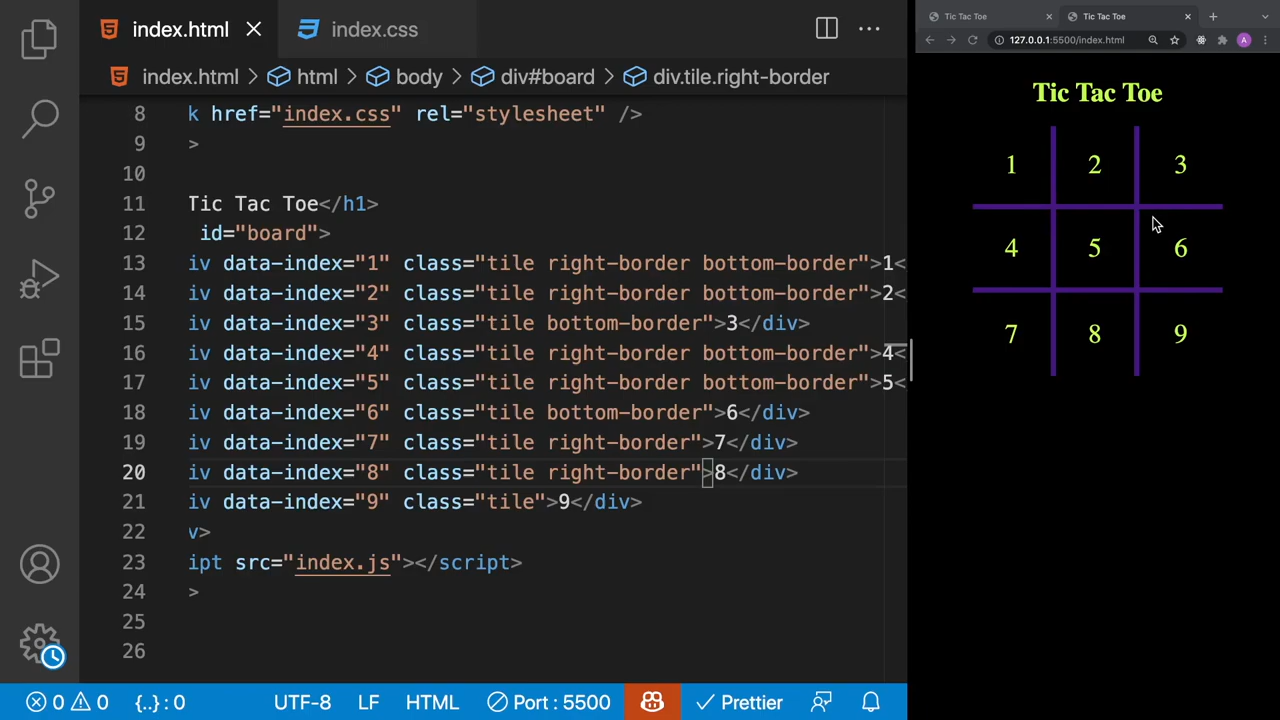 index.html
index.css
index.html > html > body > div#board > div.tile.right-border
8 k href="index.css" rel="stylesheet" />
9 >
10
11 Tic Tac Toe</h1>
12 id="board">
13 iv data-index="1" class="tile right-border bottom-border">1<
14 iv data-index="2" class="tile right-border bottom-border">2<
15 iv data-index="3" class="tile bottom-border">3</div>
16 iv data-index="4" class="tile right-border bottom-border">4<
17 iv data-index="5" class="tile right-border bottom-border">5<
18 iv data-index="6" class="tile bottom-border">6</div>
19 iv data-index="7" class="tile right-border">7</div>
20 iv data-index="8" class="tile right-border">8</div>
21 iv data-index="9" class="tile">9</div>
22 v>
23 ipt src="index.js"></script>
24 >
25
26
0 0 {..} : 0 UTF-8 LF HTML Port : 5500 Prettier
Tic Tac Toe
Tic Tac Toe
127.0.0.1:5500/index.html
A
Tic Tac Toe
1 2 3
4 5 6
7 8 9